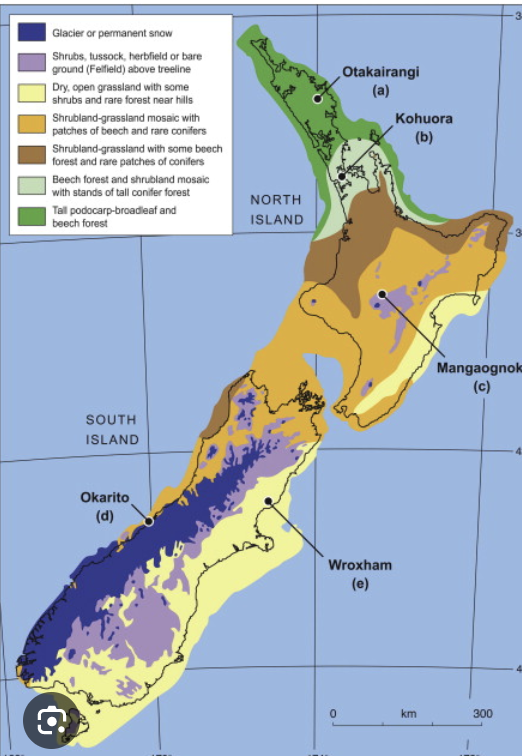 Glacier or permanent snow
Shrubs, tussock, herbfield or bare
ground (Felfield) above treeline
Dry, open grassland with some
shrubs and rare forest near hills
Shrubland-grassland mosaic with
patches of beech and rare conifers
Shrubland-grassland with some beech
forest and rare patches of conifers
Beech forest and shrubland mosaic
with stands of tall conifer forest
Tall podocarp-broadleaf and
beech forest
Otakairangi
(a)
Kohuora
(b)
NORTH
ISLAND
Mangaognok
(c)
SOUTH
ISLAND
Okarito
(d)
Wroxham
(e)
0 km 300